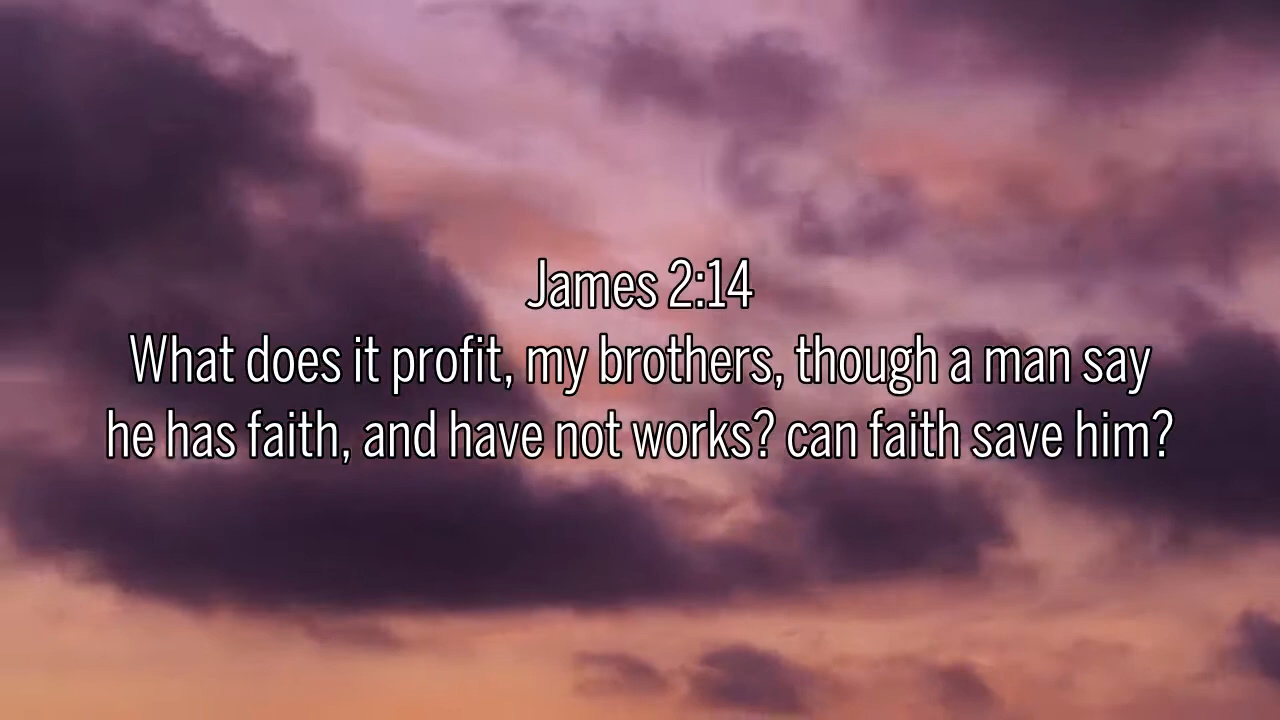 James 2:14
What does it profit, my brothers, though a man say
he has faith, and have not works? can faith save him?